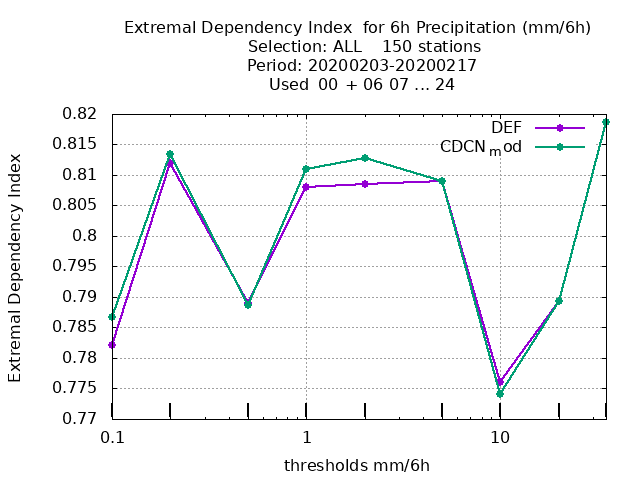 Extremal Dependency Index  for 6h Precipitation (mm/6h)
Selection: ALL    150 stations
Period: 20200203-20200217
Used  00 + 06 07 ... 24
DEF
CDCNmod
0.82
0.815
0.81
0.805
0.8
0.795
0.79
0.785
0.78
0.775
0.77
Extremal Dependency Index
0.1
1
10
thresholds mm/6h